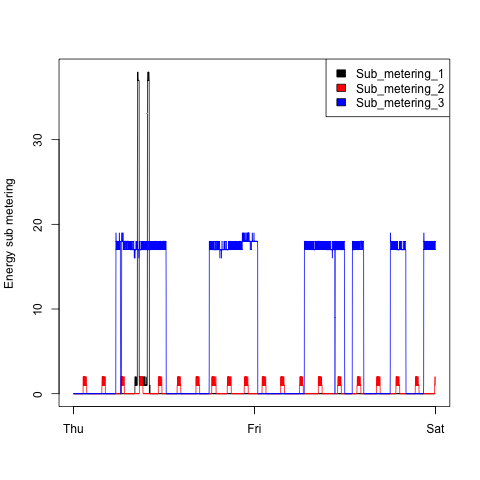 Sub_metering_1
Sub_metering_2
Sub_metering_3
Energy sub metering
30
20
10
0
Thu Fri Sat